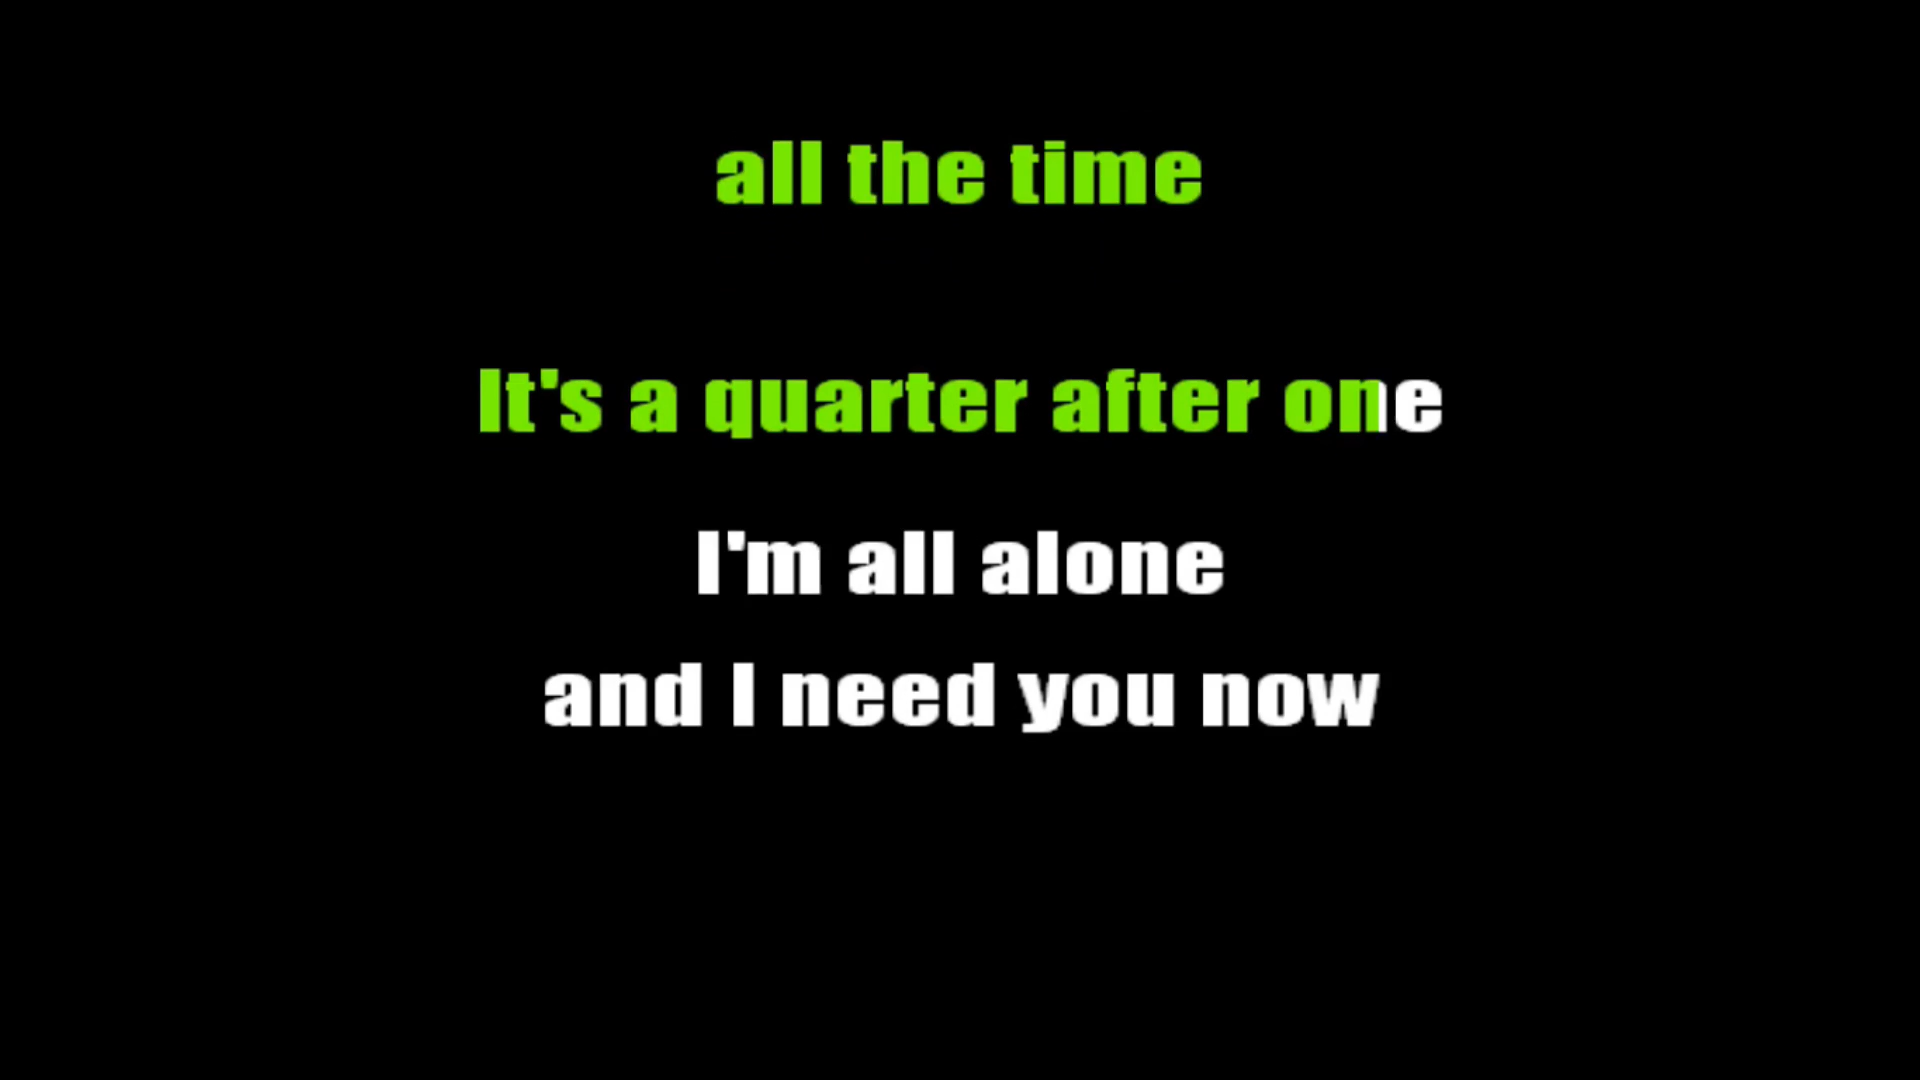 all the time
It's a quarter after one
I'm all alone
and I need you now